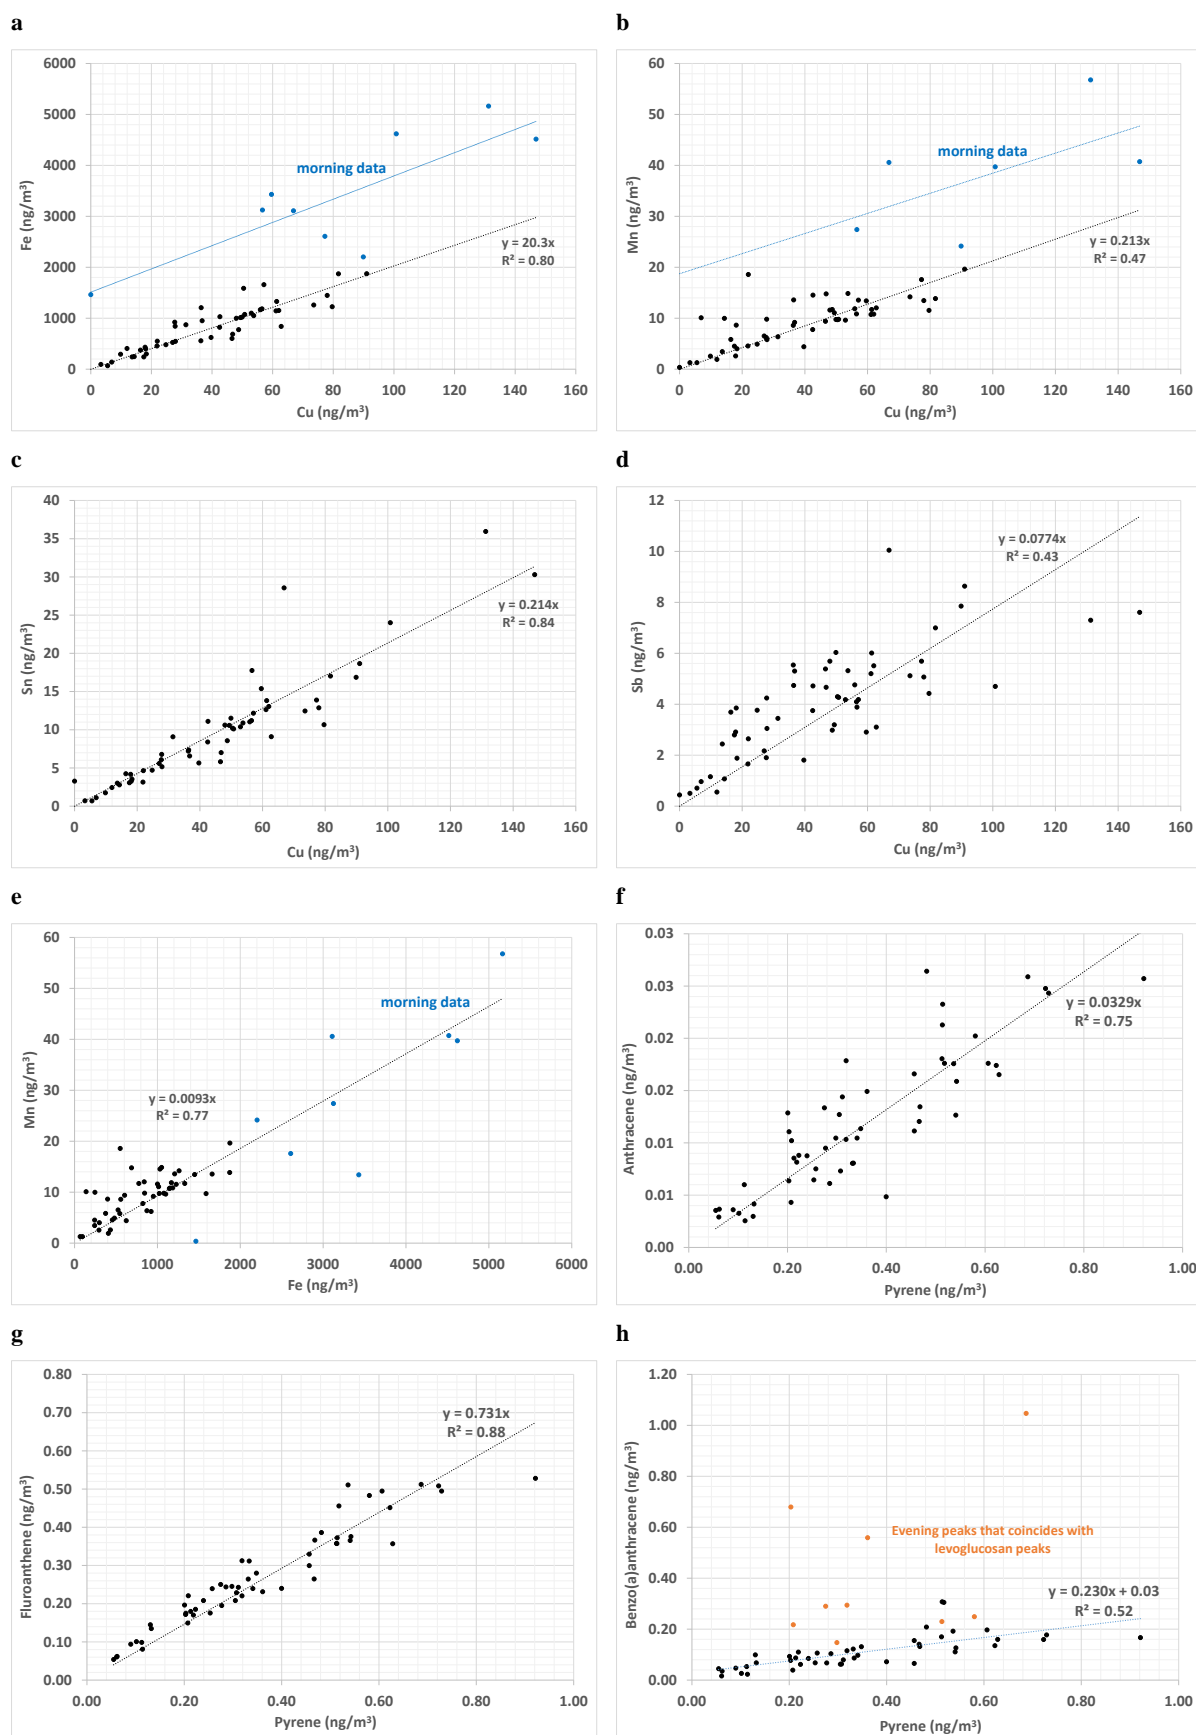 a
b
6000
5000
4000
3000
2000
1000
0
Fe (ng/m³)
morning data
y = 20.3x
R² = 0.80
0 20 40 60 80 100 120 140 160
Cu (ng/m³)
60
50
40
30
20
10
0
Mn (ng/m³)
morning data
y = 0.213x
R² = 0.47
0 20 40 60 80 100 120 140 160
Cu (ng/m³)
c
d
40
35
30
25
20
15
10
5
0
Sn (ng/m³)
y = 0.214x
R² = 0.84
0 20 40 60 80 100 120 140 160
Cu (ng/m³)
12
10
8
6
4
2
0
Sb (ng/m³)
y = 0.0774x
R² = 0.43
0 20 40 60 80 100 120 140 160
Cu (ng/m³)
e
f
60
50
40
30
20
10
0
Mn (ng/m³)
morning data
y = 0.0093x
R² = 0.77
0 1000 2000 3000 4000 5000 6000
Fe (ng/m³)
0.03
0.03
0.02
0.02
0.01
0.01
0.00
Anthracene (ng/m³)
y = 0.0329x
R² = 0.75
0.00 0.20 0.40 0.60 0.80 1.00
Pyrene (ng/m³)
g
h
0.80
0.70
0.60
0.50
0.40
0.30
0.20
0.10
0.00
Fluroanthene (ng/m³)
y = 0.731x
R² = 0.88
0.00 0.20 0.40 0.60 0.80 1.00
Pyrene (ng/m³)
1.20
1.00
0.80
0.60
0.40
0.20
0.00
Benzo(a)anthracene (ng/m³)
Evening peaks that coincides with
levoglucosan peaks
y = 0.230x + 0.03
R² = 0.52
0.00 0.20 0.40 0.60 0.80 1.00
Pyrene (ng/m³)